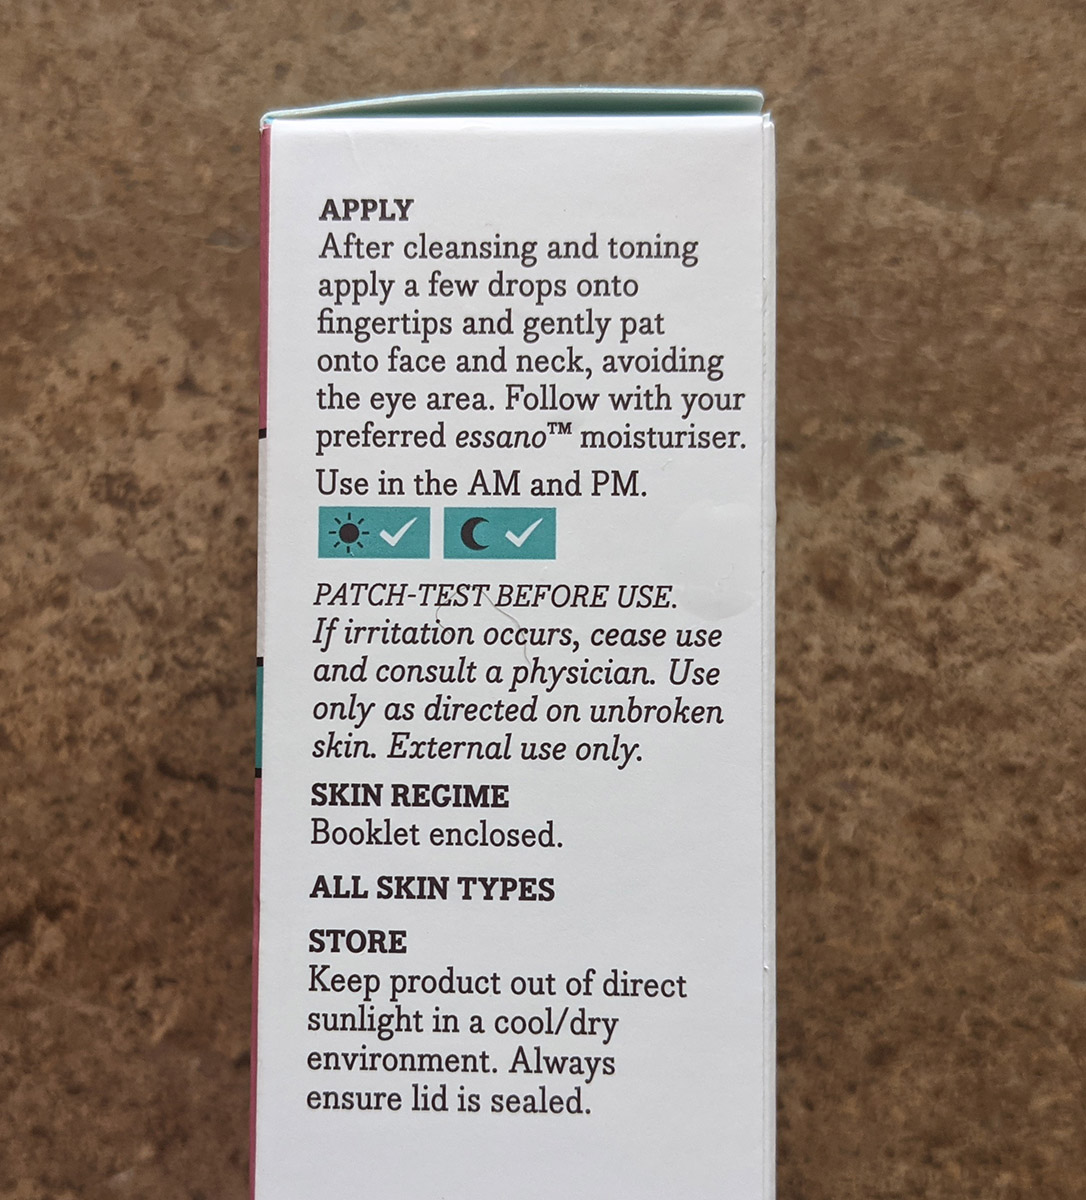 APPLY
After cleansing and toning
apply a few drops onto
fingertips and gently pat
onto face and neck, avoiding
the eye area. Follow with your
preferred essano™ moisturiser.
Use in the AM and PM.
PATCH-TEST BEFORE USE.
If irritation occurs, cease use
and consult a physician. Use
only as directed on unbroken
skin. External use only.
SKIN REGIME
Booklet enclosed.
ALL SKIN TYPES
STORE
Keep product out of direct
sunlight in a cool/dry
environment. Always
ensure lid is sealed.